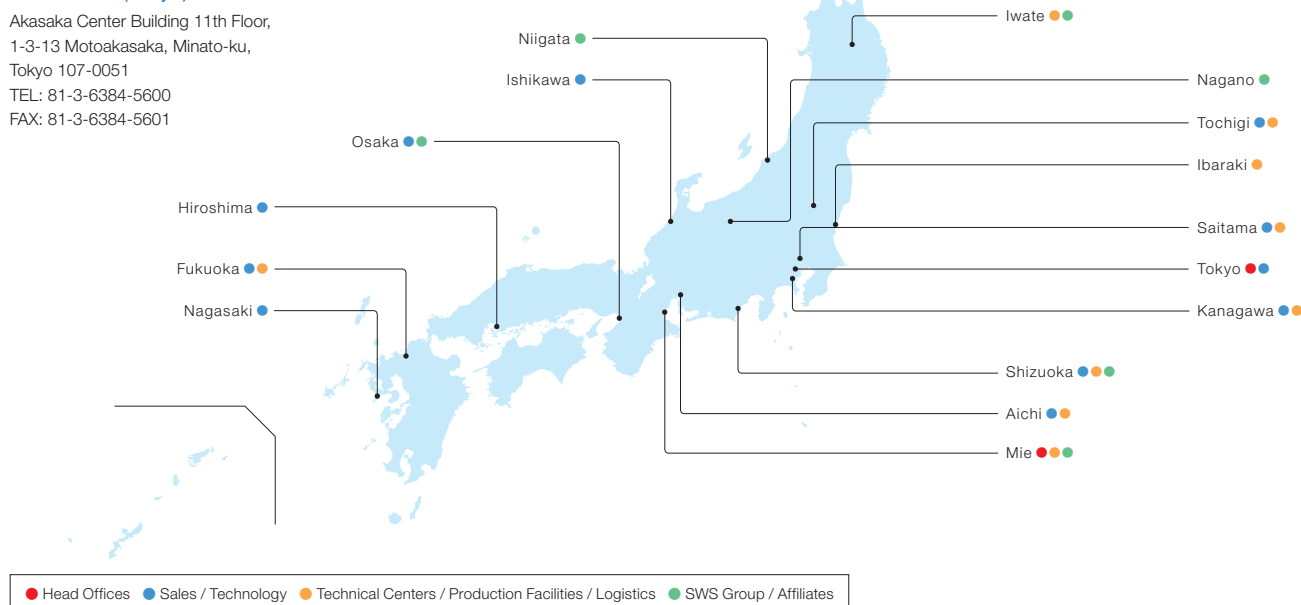 Akasaka Center Building 11th Floor,
1-3-13 Motoakasaka, Minato-ku,
Tokyo 107-0051
TEL: 81-3-6384-5600
FAX: 81-3-6384-5601
Niigata
Ishikawa
Osaka
Hiroshima
Fukuoka
Nagasaki
Iwate
Nagano
Tochigi
Ibaraki
Saitama
Tokyo
Kanagawa
Shizuoka
Aichi
Mie
Head Offices Sales / Technology Technical Centers / Production Facilities / Logistics SWS Group / Affiliates